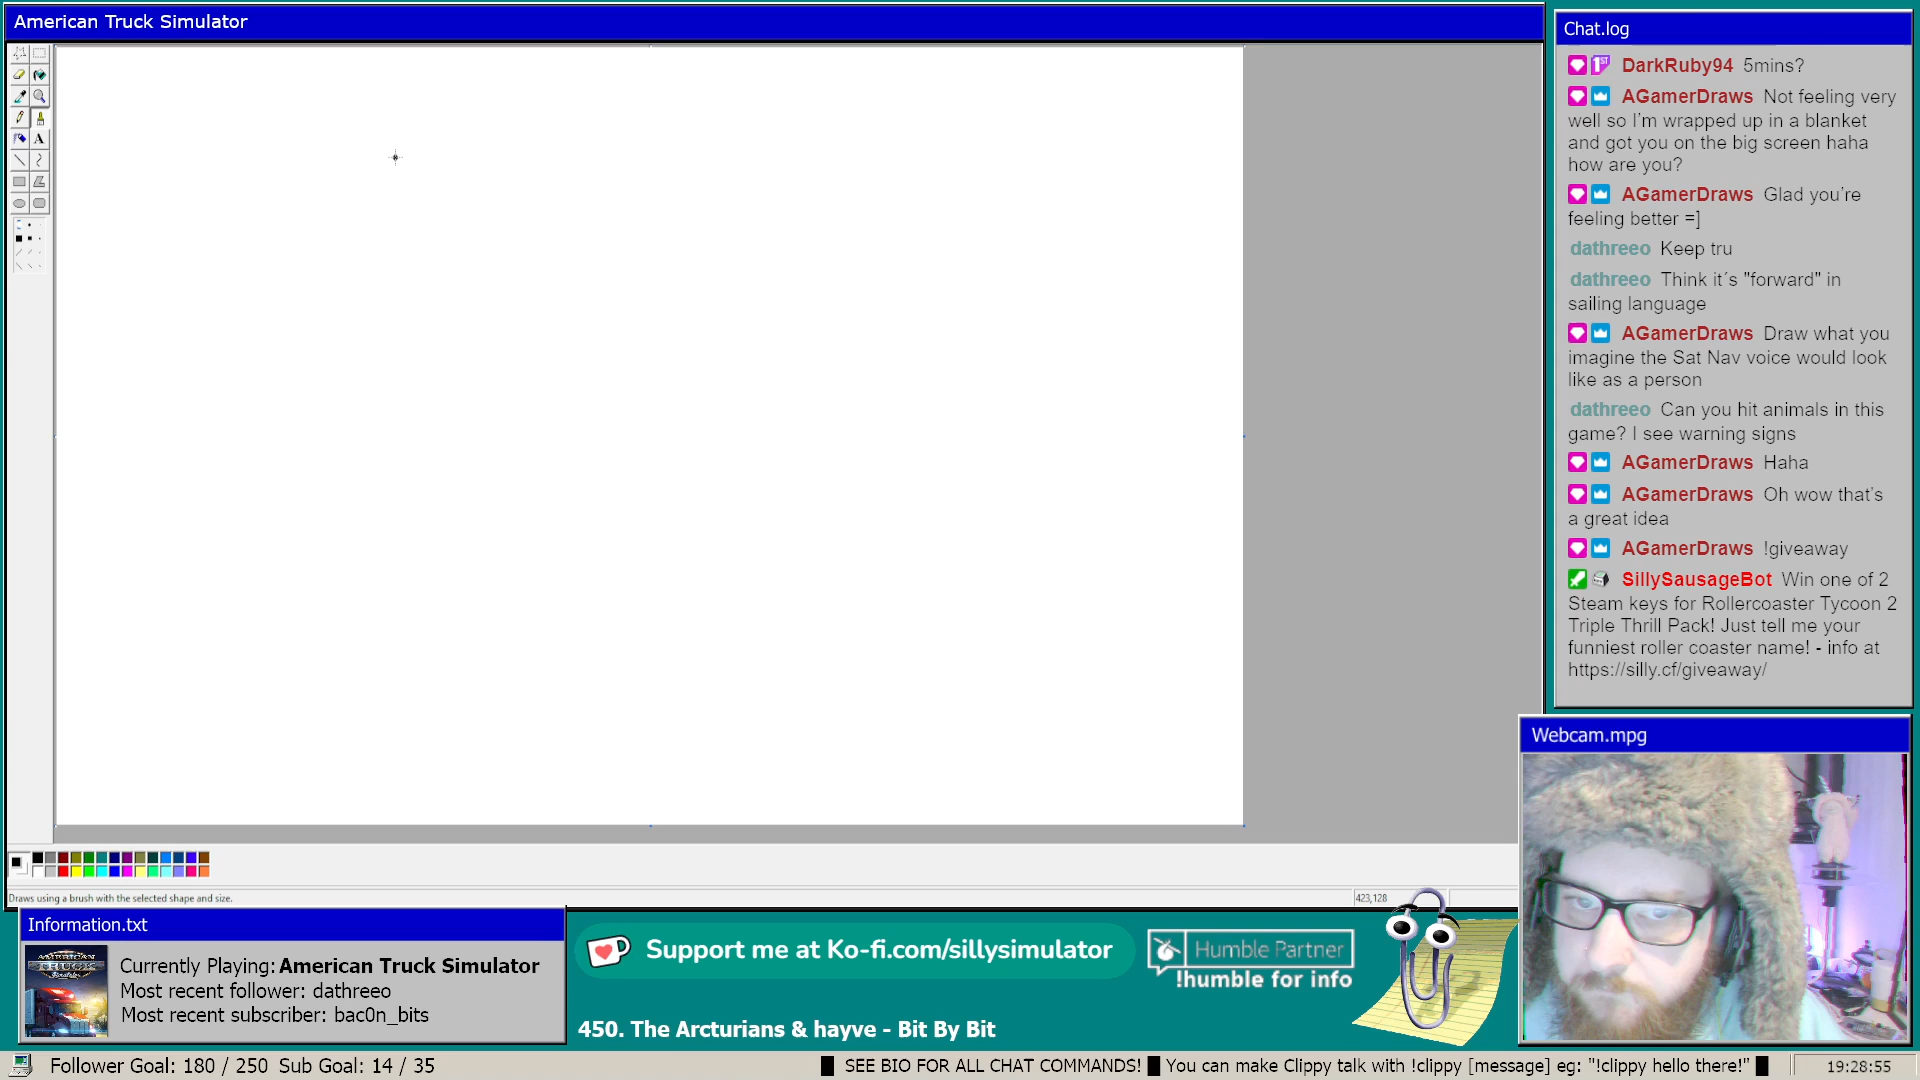 American Truck Simulator
Chat.log
DarkRuby94 5mins?
AGamerDraws Not feeling very
well so I'm wrapped up in a blanket
and got you on the big screen haha
how are you?
AGamerDraws Glad you're
feeling better =]
dathreeo Keep tru
dathreeo Think it´s "forward" in
sailing language
AGamerDraws Draw what you
imagine the Sat Nav voice would look
like as a person
dathreeo Can you hit animals in this
game? I see warning signs
AGamerDraws Haha
AGamerDraws Oh wow that's
a great idea
AGamerDraws !giveaway
SillySausageBot Win one of 2
Steam keys for Rollercoaster Tycoon 2
Triple Thrill Pack! Just tell me your
funniest roller coaster name! - info at
https://silly.cf/giveaway/
Webcam.mpg
Draws using a brush with the selected shape and size.
423,128
Information.txt
AMERICAN
TRUCK
Simulator
Currently Playing: American Truck Simulator
Most recent follower: dathreeo
Most recent subscriber: bac0n_bits
Support me at Ko-fi.com/sillysimulator
Humble Partner
!humble for info
450. The Arcturians & hayve - Bit By Bit
Follower Goal: 180 / 250 Sub Goal: 14 / 35
SEE BIO FOR ALL CHAT COMMANDS! You can make Clippy talk with !clippy [message] eg: "!clippy hello there!"
19:28:55